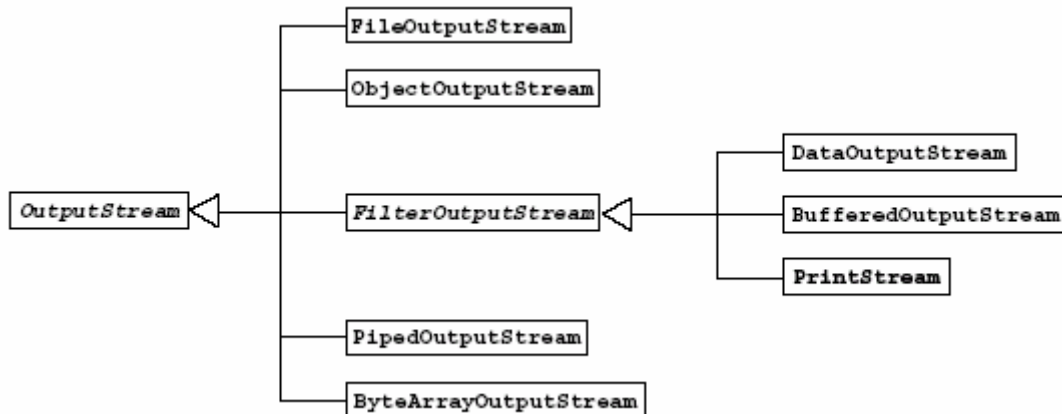 FileOutputStream
ObjectOutputStream
DataOutputStream
OutputStream
FilterOutputStream
BufferedOutputStream
PrintStream
PipedOutputStream
ByteArrayOutputStream